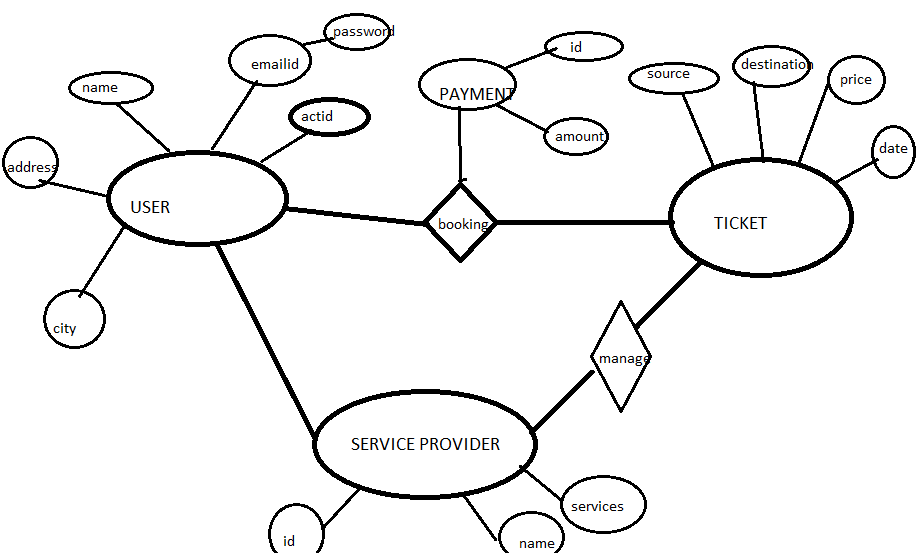 password
id
emailid
source
destination
price
name
PAYMENT
actid
amount
date
address
USER
booking
TICKET
city
manage
SERVICE PROVIDER
services
id
name